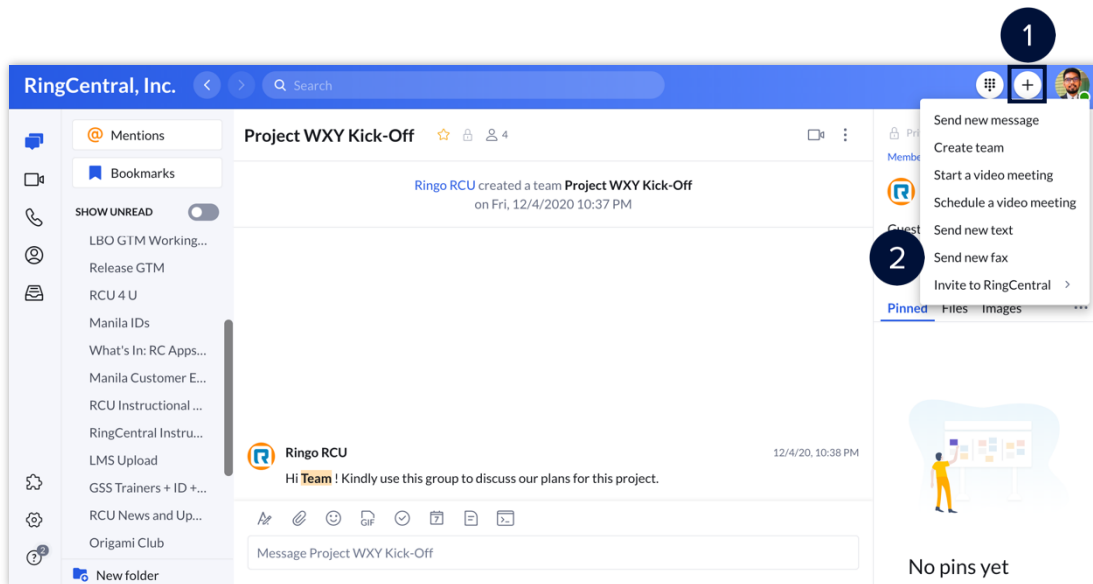 1
RingCentral, Inc.
Search
Mentions
Bookmarks
SHOW UNREAD
LBO GTM Working...
Release GTM
RCU 4 U
Manila IDs
What's In: RC Apps...
Manila Customer E...
RCU Instructional ...
RingCentral Instru...
LMS Upload
GSS Trainers + ID +...
RCU News and Up...
Origami Club
New folder
2
Project WXY Kick-Off
4
Ringo RCU created a team Project WXY Kick-Off
on Fri, 12/4/2020 10:37 PM
Ringo RCU
12/4/20, 10:38 PM
Hi Team ! Kindly use this group to discuss our plans for this project.
GIF
7
Message Project WXY Kick-Off
Send new message
Create team
Start a video meeting
Schedule a video meeting
Send new text
2
Send new fax
Invite to RingCentral
Pri
Membe
Guest
Pinned
Files
Images
No pins yet